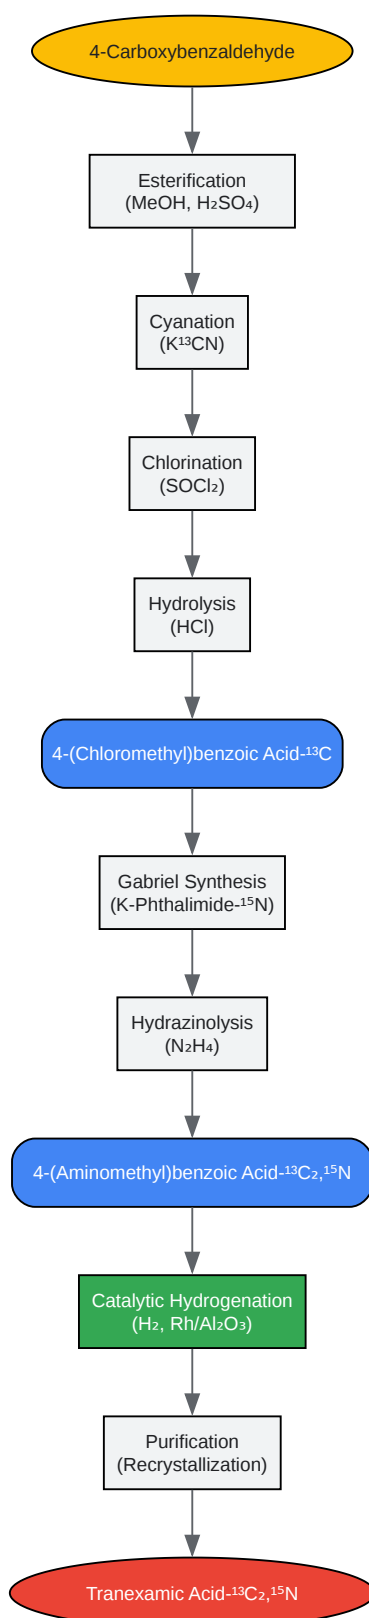 4-Carboxybenzaldehyde
Esterification
(MeOH, H₂SO₄)
Cyanation
(K¹³CN)
Chlorination
(SOCl₂)
Hydrolysis
(HCl)
4-(Chloromethyl)benzoic Acid-¹³C
Gabriel Synthesis
(K-Phthalimide-¹⁵N)
Hydrazinolysis
(N₂H₄)
4-(Aminomethyl)benzoic Acid-¹³C₂,¹⁵N
Catalytic Hydrogenation
(H₂, Rh/Al₂O₃)
Purification
(Recrystallization)
Tranexamic Acid-¹³C₂,¹⁵N